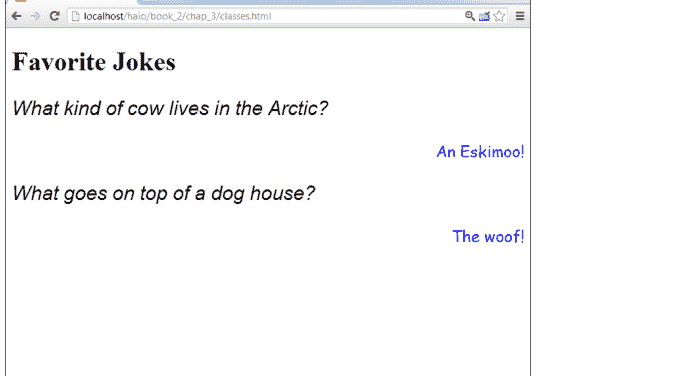 localhost/haio/book_2/chap_3/classes.html
Favorite Jokes
What kind of cow lives in the Arctic?
An Eskimoo!
What goes on top of a dog house?
The woof!